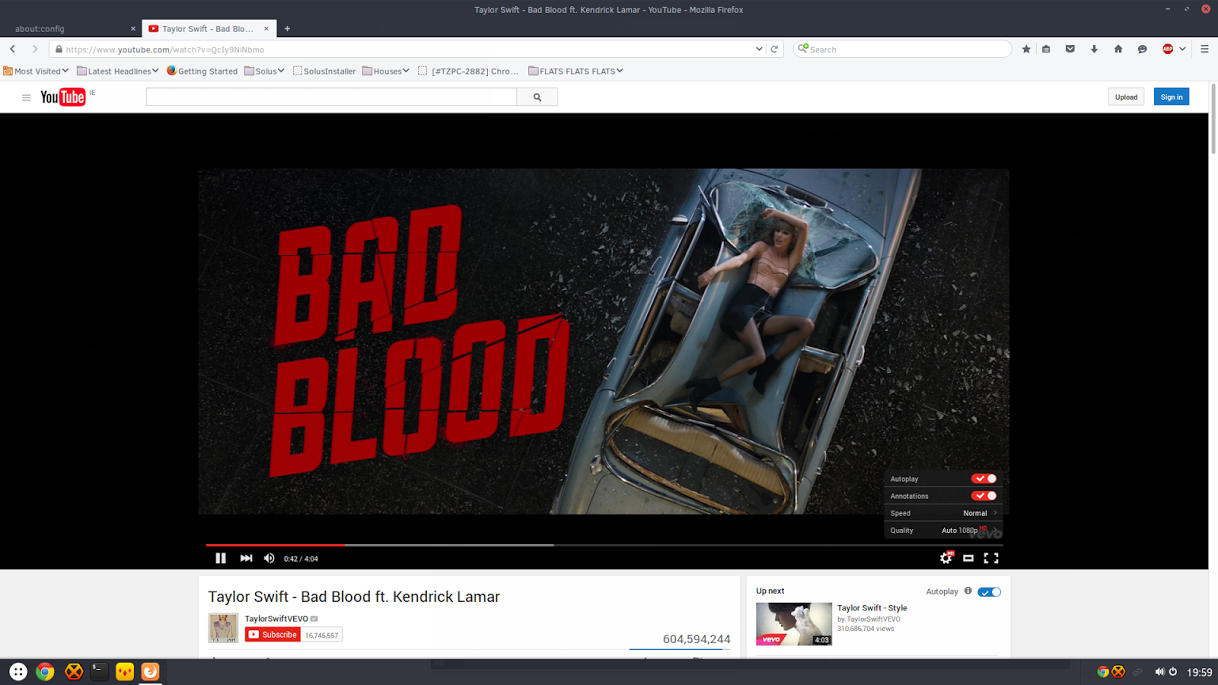 Taylor Swift - Bad Blood ft. Kendrick Lamar - YouTube - Mozilla Firefox
about:config
Taylor Swift - Bad Bloo...
https://www.youtube.com/watch?v=QcIy9NiNbmo
Search
ABP
Most Visited
Latest Headlines
Getting Started
Solus
SolusInstaller
Houses
[#TZPC-2882] Chro...
FLATS FLATS FLATS
YouTube IE
Upload
Sign in
BAD
BLOOD
Autoplay
Annotations
Speed Normal
Quality Auto 1080p HD
vevo
0:42 / 4:04
HD
Taylor Swift - Bad Blood ft. Kendrick Lamar
TaylorSwiftVEVO
Subscribe 16,745,557
604,594,244
Up next
Autoplay
Taylor Swift - Style
by TaylorSwiftVEVO
310,686,704 views
vevo
4:03
19:59